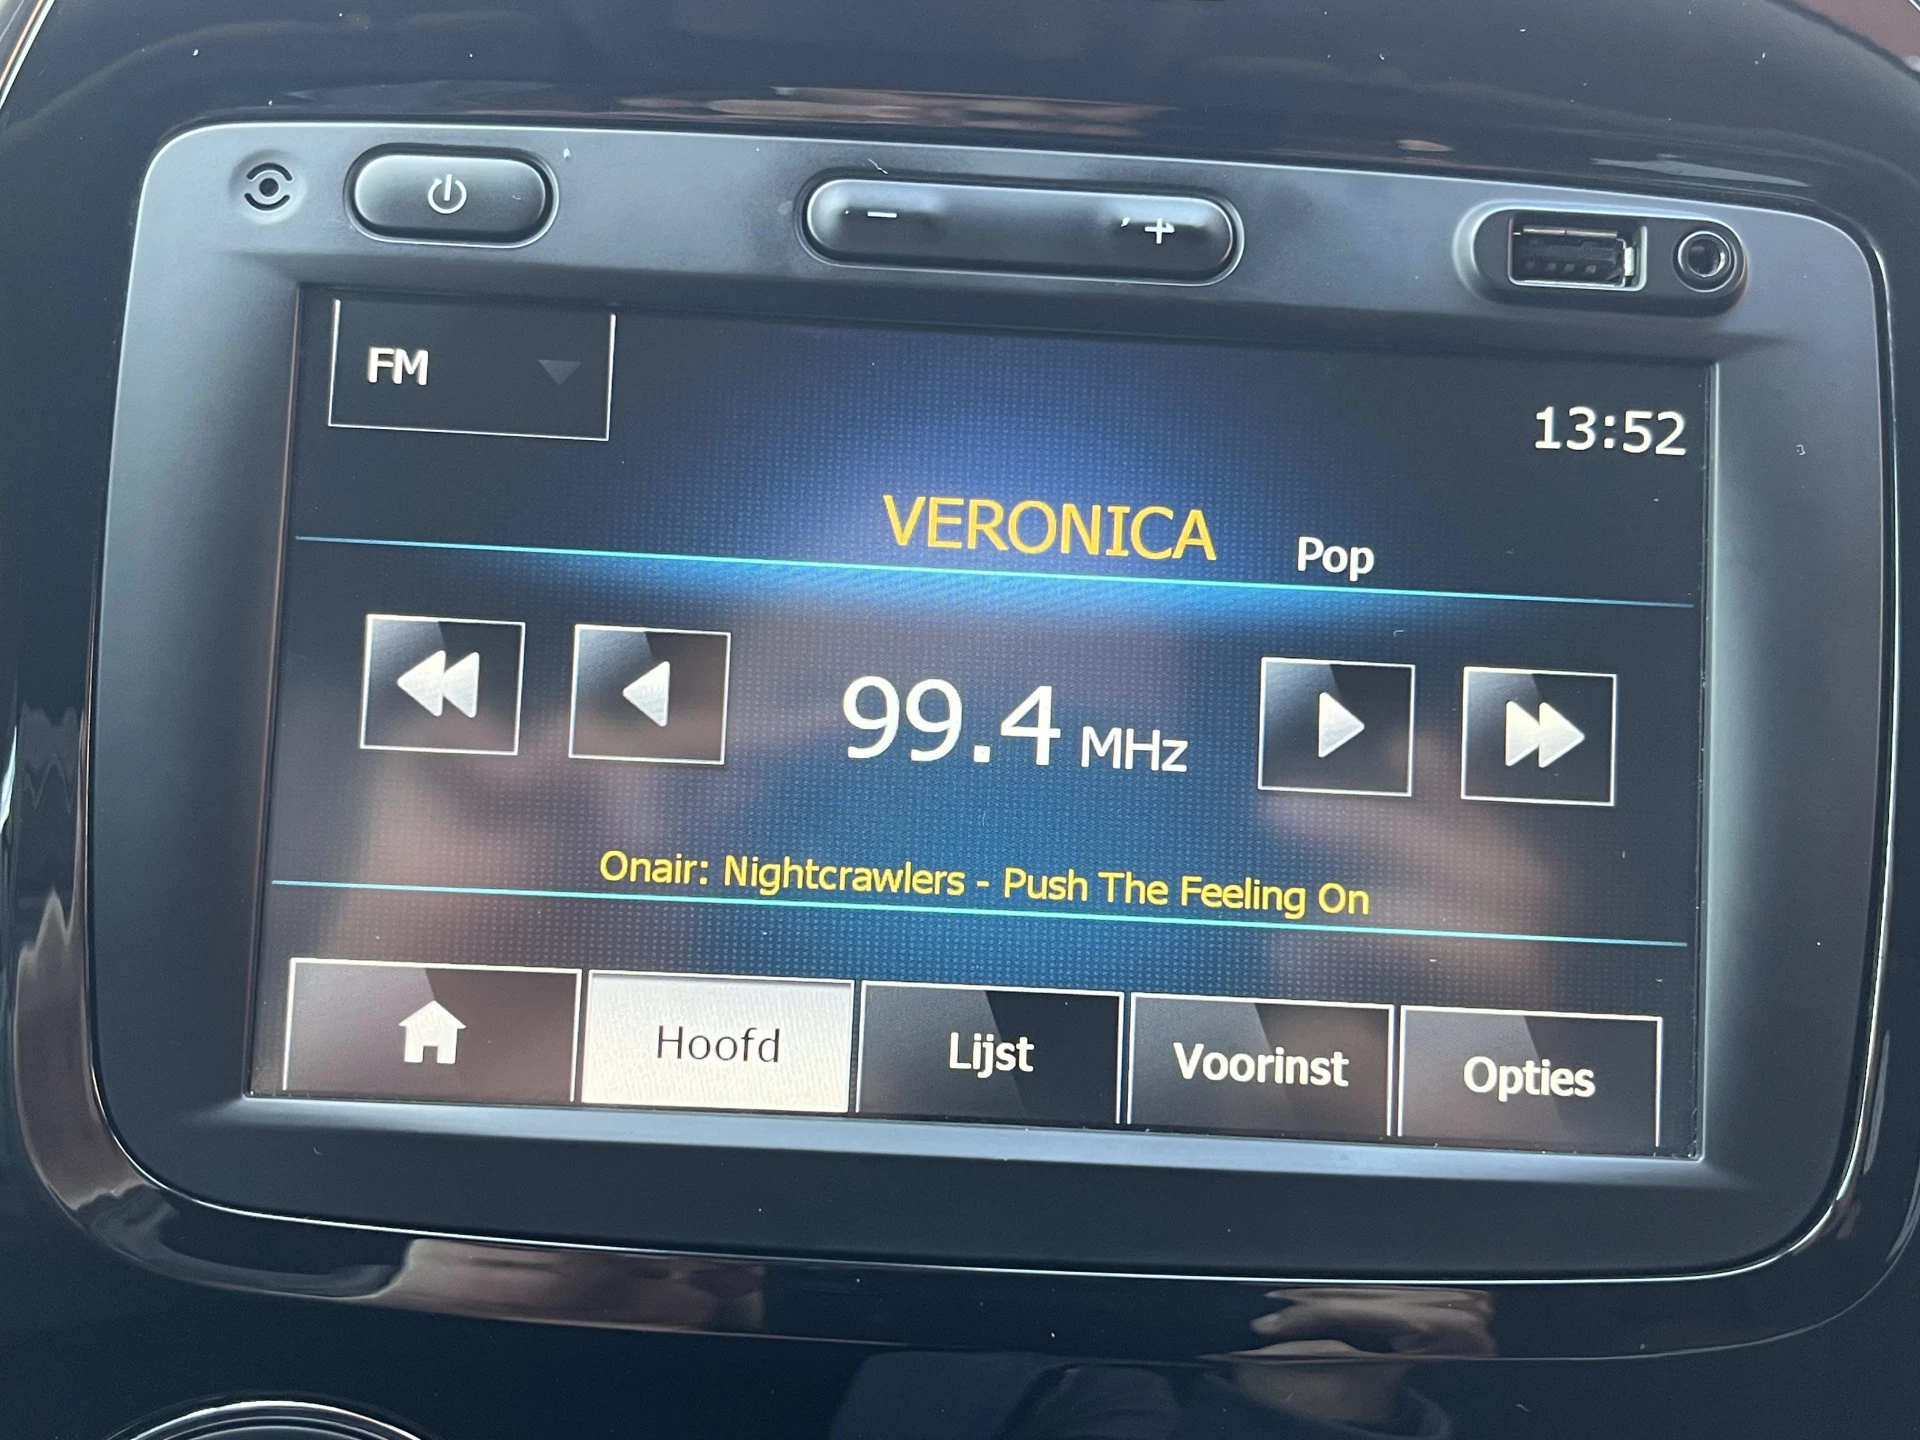 FM
13:52
VERONICA Pop
99.4 MHz
Onair: Nightcrawlers - Push The Feeling On
Hoofd Lijst Voorinst Opties